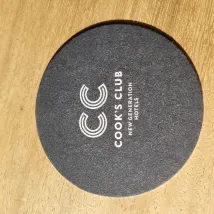 CC
COOK'S CLUB
NEW GENERATION
HOTELS